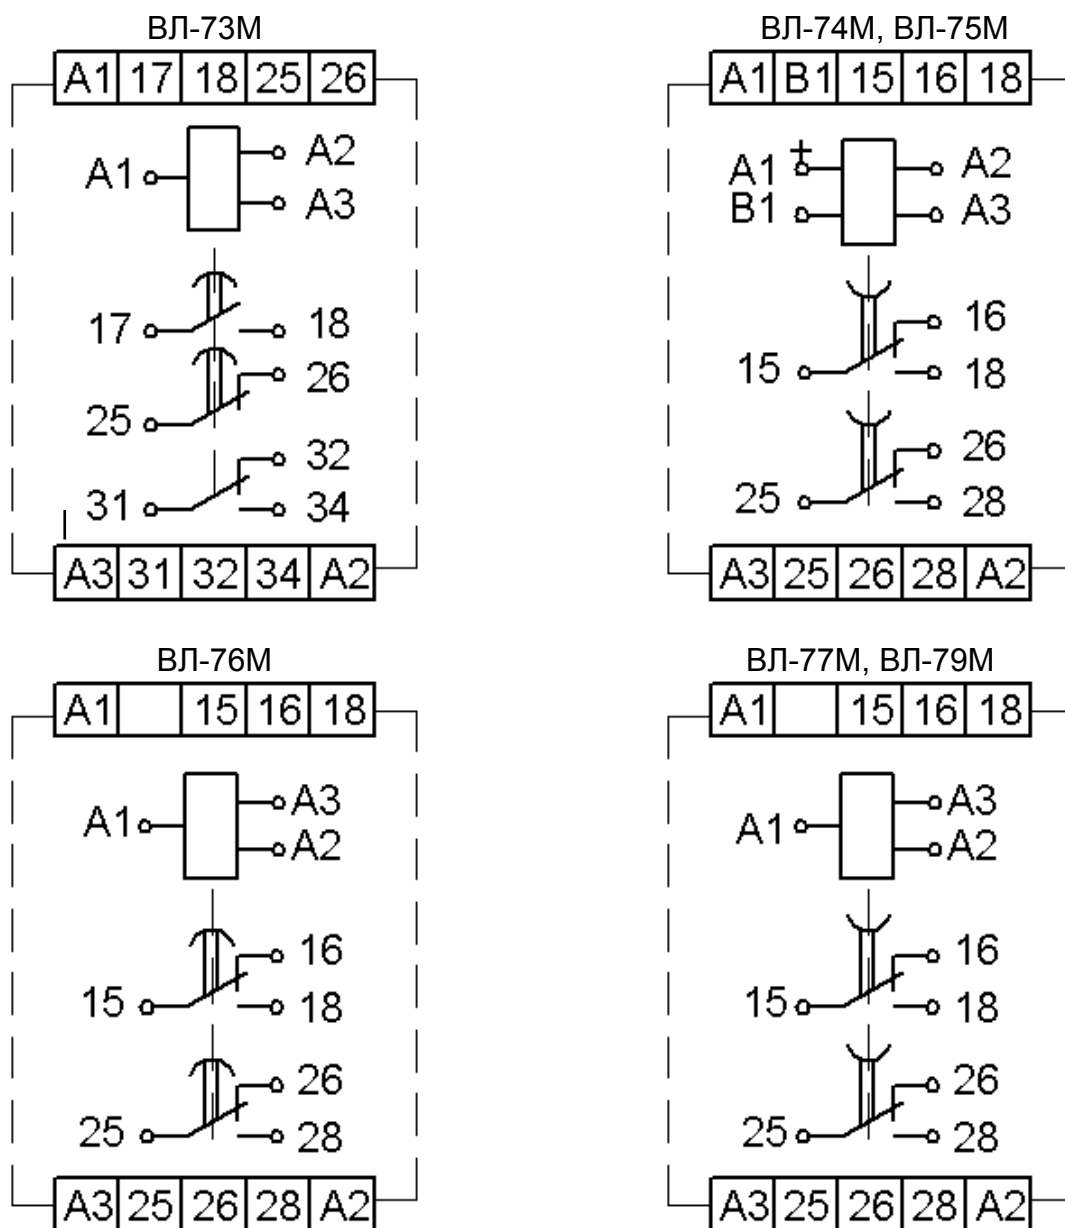 ВЛ-73М
A1 17 18 25 26
A1 A2
A3
17 18
26
25
32
31 34
A3 31 32 34 A2
ВЛ-74М, ВЛ-75М
A1 B1 15 16 18
+
A1 A2
B1 A3
16
15 18
26
25 28
A3 25 26 28 A2
ВЛ-76М
A1 15 16 18
A3
A1
A2
16
15 18
26
25 28
A3 25 26 28 A2
ВЛ-77М, ВЛ-79М
A1 15 16 18
A3
A1
A2
16
15 18
26
25 28
A3 25 26 28 A2